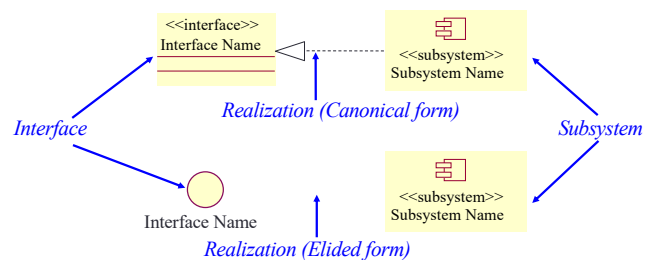 <<interface>>
Interface Name
<<subsystem>>
Subsystem Name
Realization (Canonical form)
Interface
Subsystem
<<subsystem>>
Subsystem Name
Interface Name
Realization (Elided form)